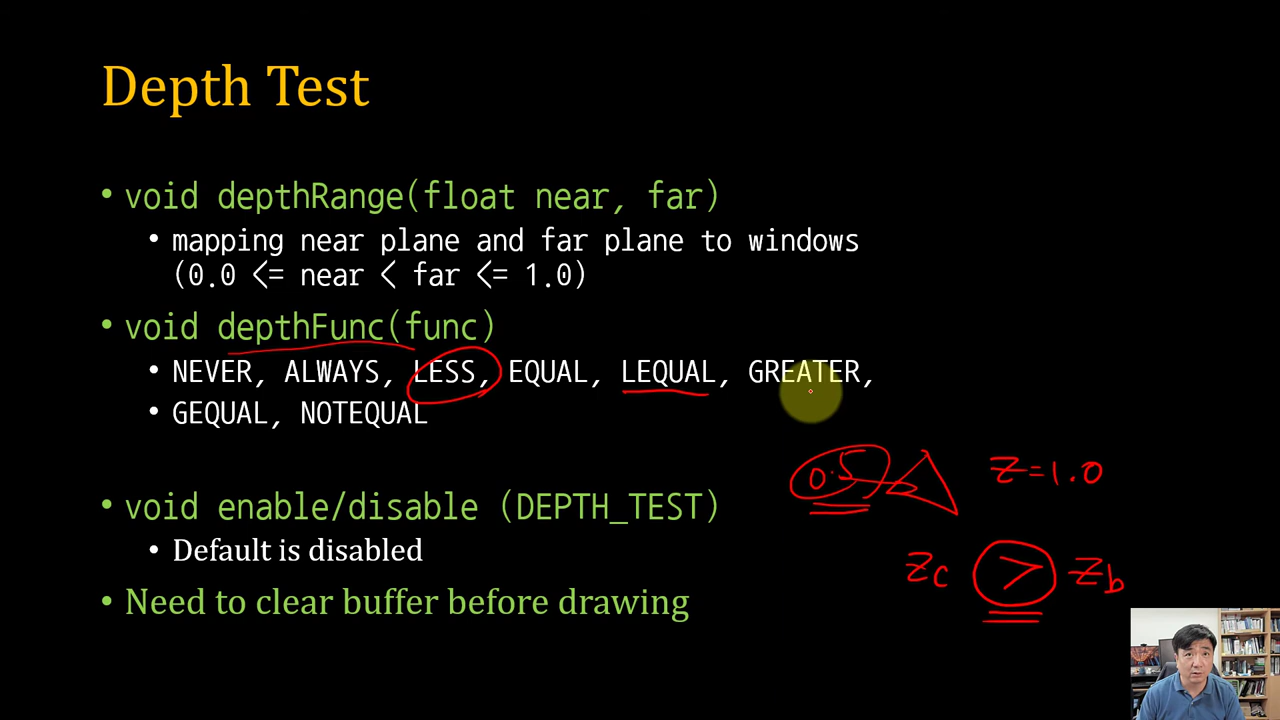 Depth Test
• void depthRange(float near, far)
• mapping near plane and far plane to windows
(0.0 <= near < far <= 1.0)
• void depthFunc(func)
• NEVER, ALWAYS, LESS, EQUAL, LEQUAL, GREATER,
• GEQUAL, NOTEQUAL
0.5 z=1.0
• void enable/disable (DEPTH_TEST)
• Default is disabled
zc > zb
• Need to clear buffer before drawing